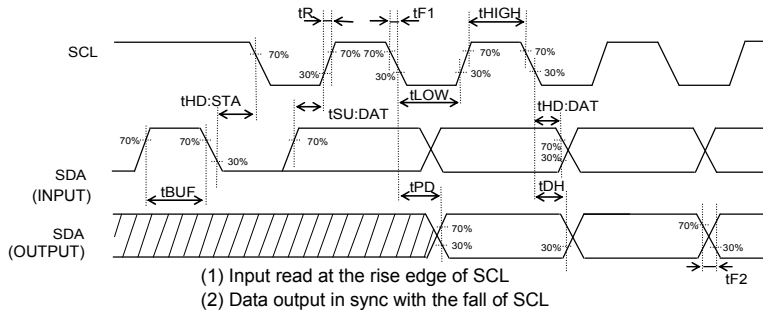 tR tF1 tHIGH
SCL 70% 70% 70% 70% 70%
30% 30% 30% 30%
tHD:STA tLOW
tSU:DAT tHD:DAT
70% 70% 70% 70%
30% 30%
SDA
(INPUT)
tBUF tPD tDH
SDA
(OUTPUT)
70% 70%
30% 30% 30%
tF2
(1) Input read at the rise edge of SCL
(2) Data output in sync with the fall of SCL